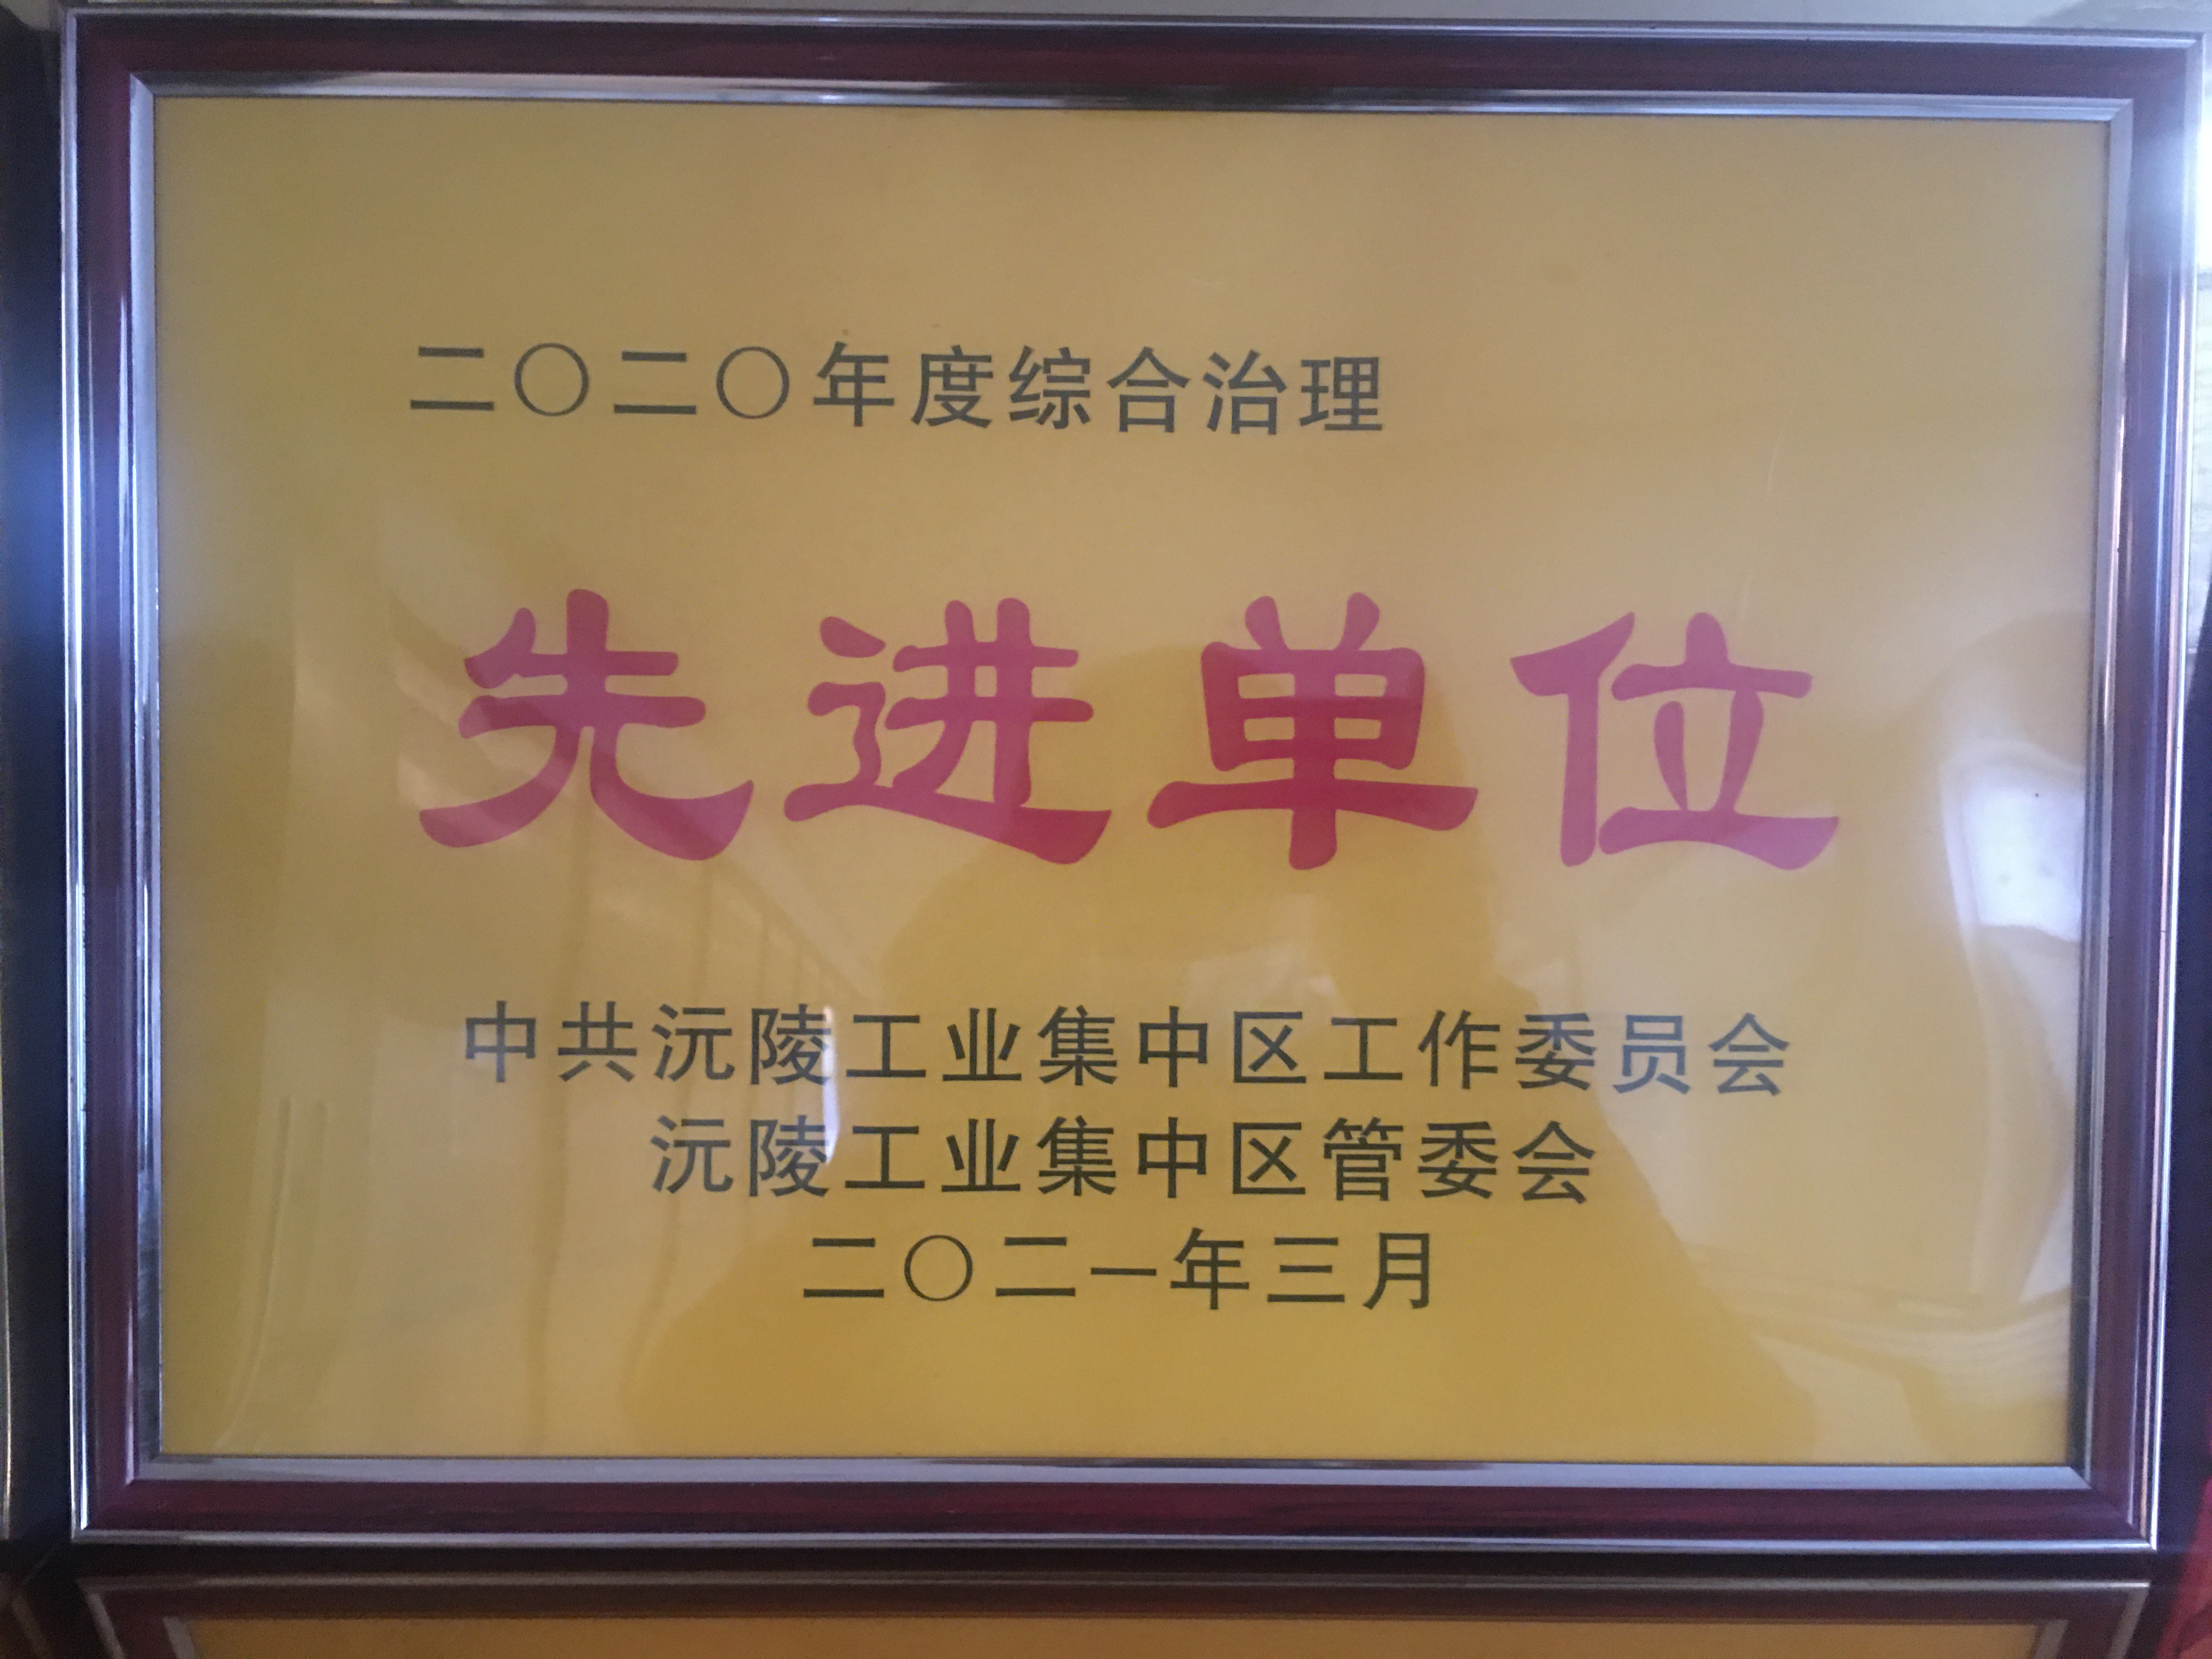 二〇二〇年度综合治理
先进单位
中共沅陵工业集中区工作委员会
沅陵工业集中区管委会
二〇二一年三月